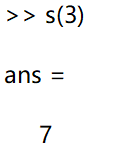 >> s(3)
ans =
7